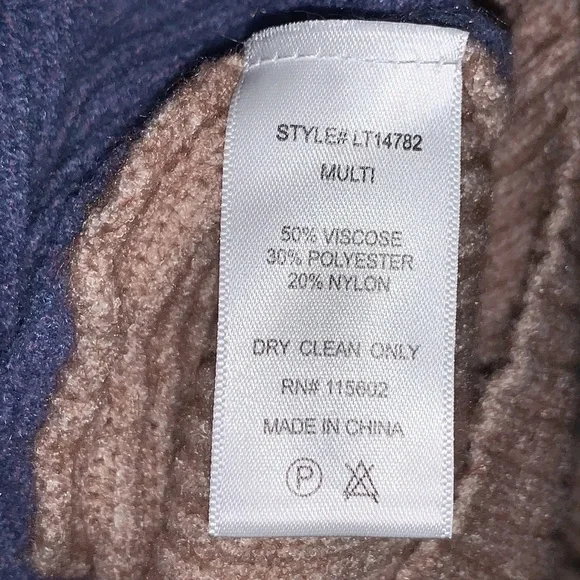 STYLE# LT14782
MULTI
50% VISCOSE
30% POLYESTER
20% NYLON
DRY CLEAN ONLY
RN# 115602
MADE IN CHINA
P